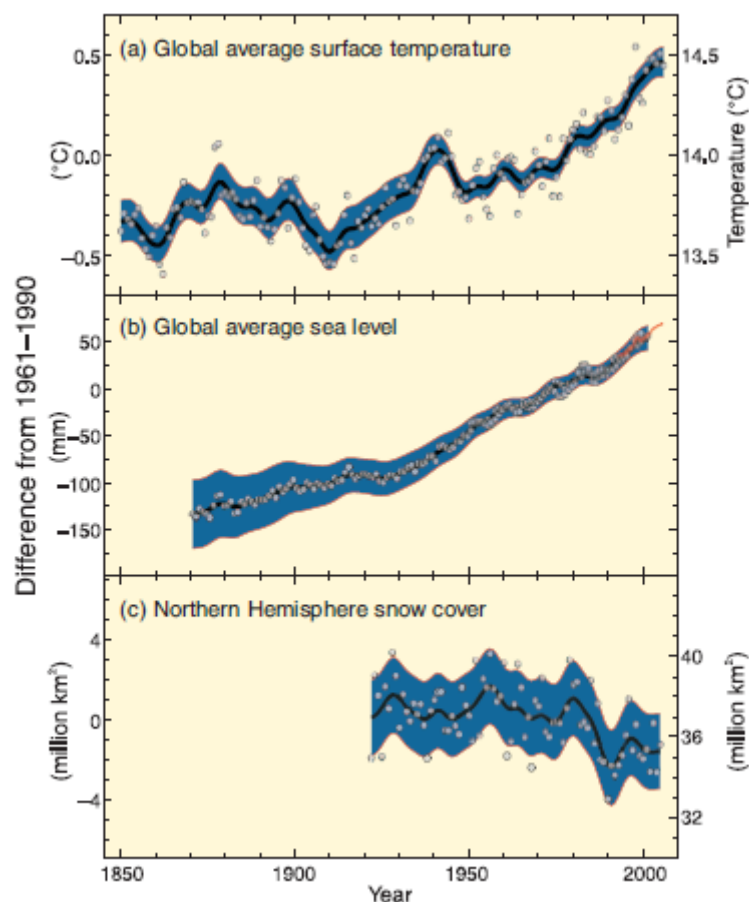 (a) Global average surface temperature
0.5
0.0
−0.5
(°C)
14.5
14.0
13.5
Temperature (°C)
Difference from 1961–1990
(b) Global average sea level
50
0
−50
−100
−150
(mm)
(c) Northern Hemisphere snow cover
4
0
−4
(million km²)
40
36
32
(million km²)
1850 1900 1950 2000
Year